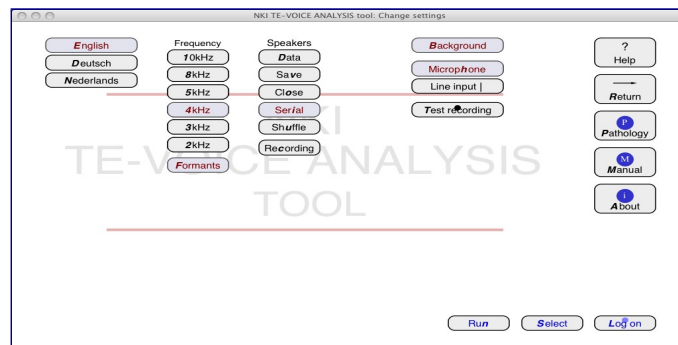 NKI TE-VOICE ANALYSIS tool: Change settings
English
Deutsch
Nederlands
Frequency
10kHz
8kHz
5kHz
4kHz
3kHz
2kHz
Formants
Speakers
Data
Save
Close
Serial
Shuffle
Recording
Background
Microphone
Line input |
Test recording
?
Help
Return
P
Pathology
M
Manual
i
About
NKI
TE-VOICE ANALYSIS
TOOL
Run
Select
Log on